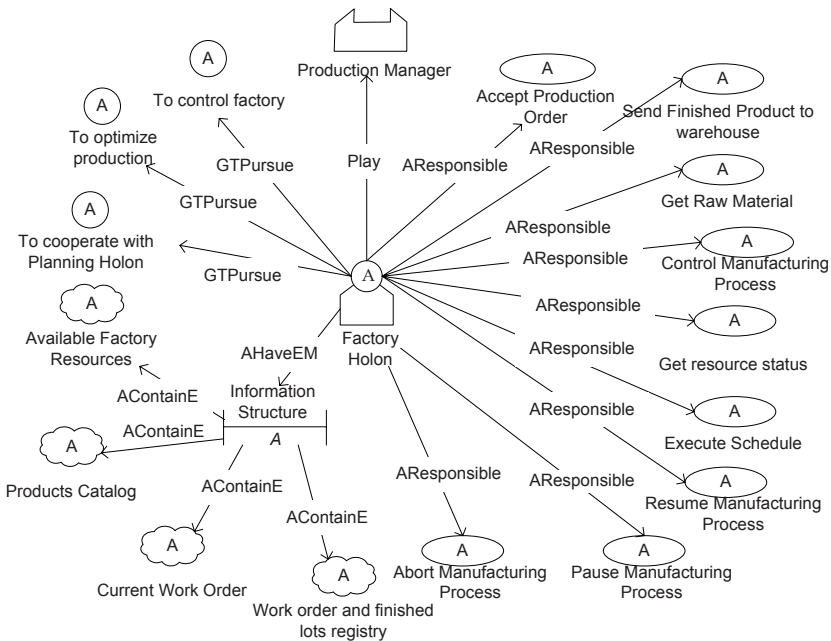 A
Production Manager
A
Accept Production
Order
A
Send Finished Product to
warehouse
To control factory
A
To optimize
production
GTPursue
Play
AResponsible
AResponsible
A
Get Raw Material
GTPursue
A
To cooperate with
Planning Holon
GTPursue
AResponsible
A
Control Manufacturing
Process
AResponsible
A
Factory
Holon
A
Available Factory
Resources
AResponsible
A
Get resource status
AHaveEM
AResponsible
Information
Structure
A
AContainE
AContainE
A
Products Catalog
AResponsible
A
Execute Schedule
AContainE
AResponsible
AResponsible
A
Resume Manufacturing
Process
AContainE
A
Current Work Order
A
Work order and finished
lots registry
A
Abort Manufacturing
Process
A
Pause Manufacturing
Process